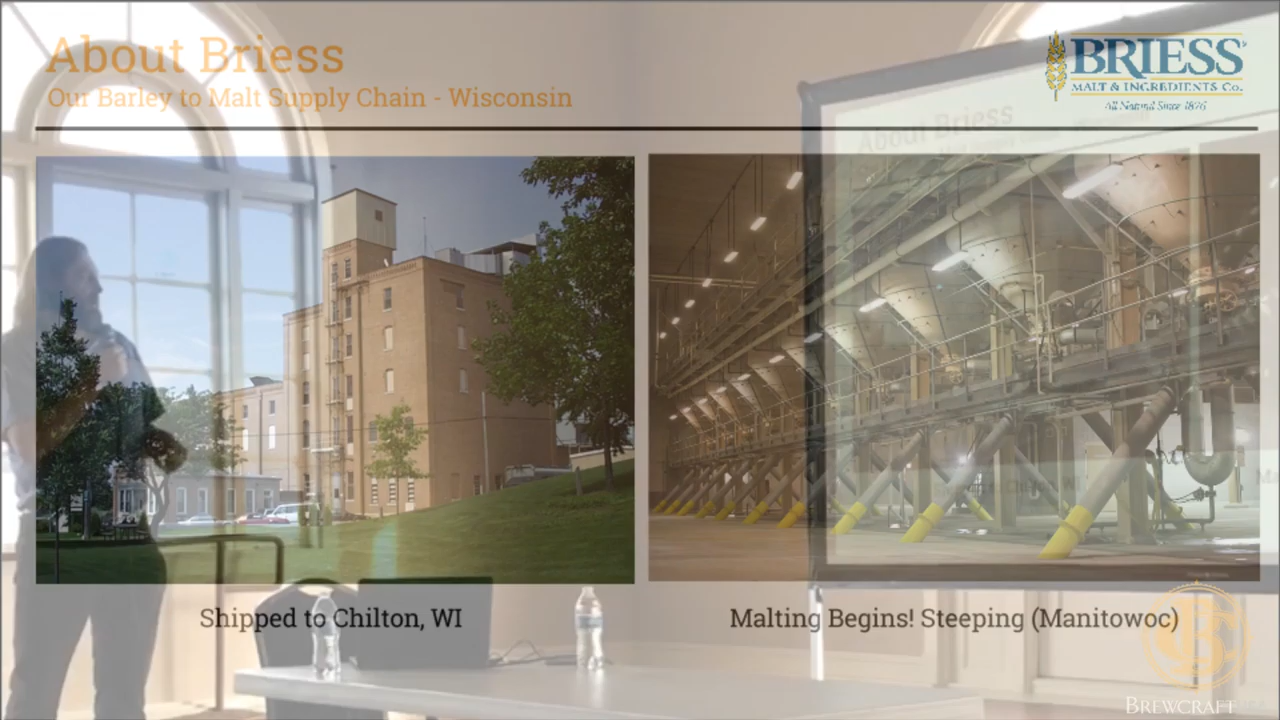 About Briess
Our Barley to Malt Supply Chain - Wisconsin
BRIESS
MALT & INGREDIENTS CO.
All Natural Since 1876
About Briess
Shipped to Chilton, WI
Malting Begins! Steeping (Manitowoc)
BREWCRAFT